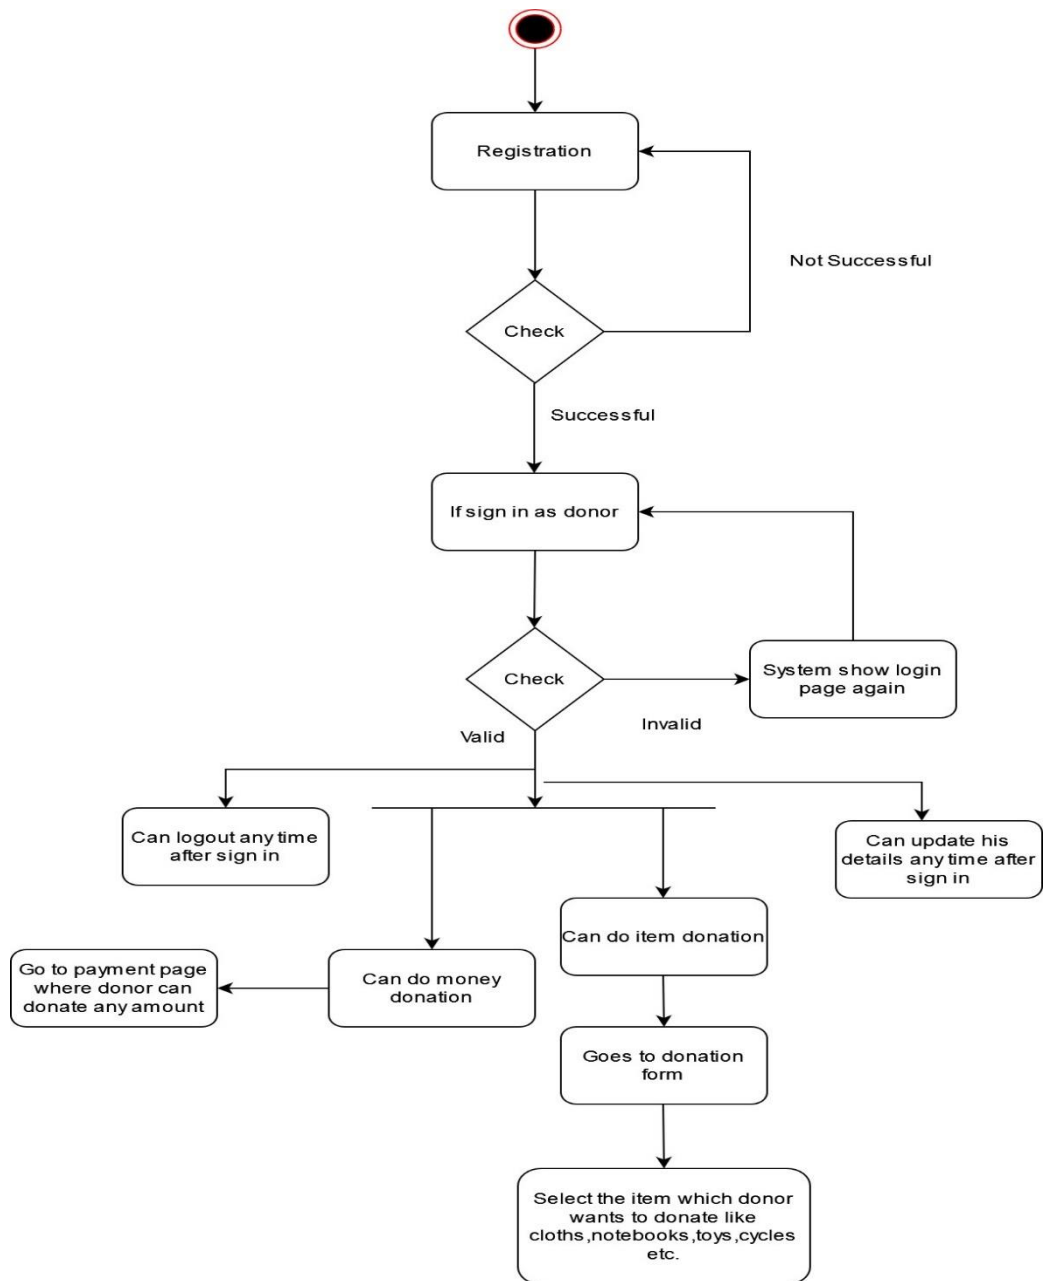 Registration
Not Successful
Check
Successful
If sign in as donor
Check
System show login
page again
Invalid
Valid
Can logout any time
after sign in
Can update his
details any time after
sign in
Can do item donation
Go to payment page
where donor can
donate any amount
Can do money
donation
Goes to donation
form
Select the item which donor
wants to donate like
cloths,notebooks,toys,cycles
etc.